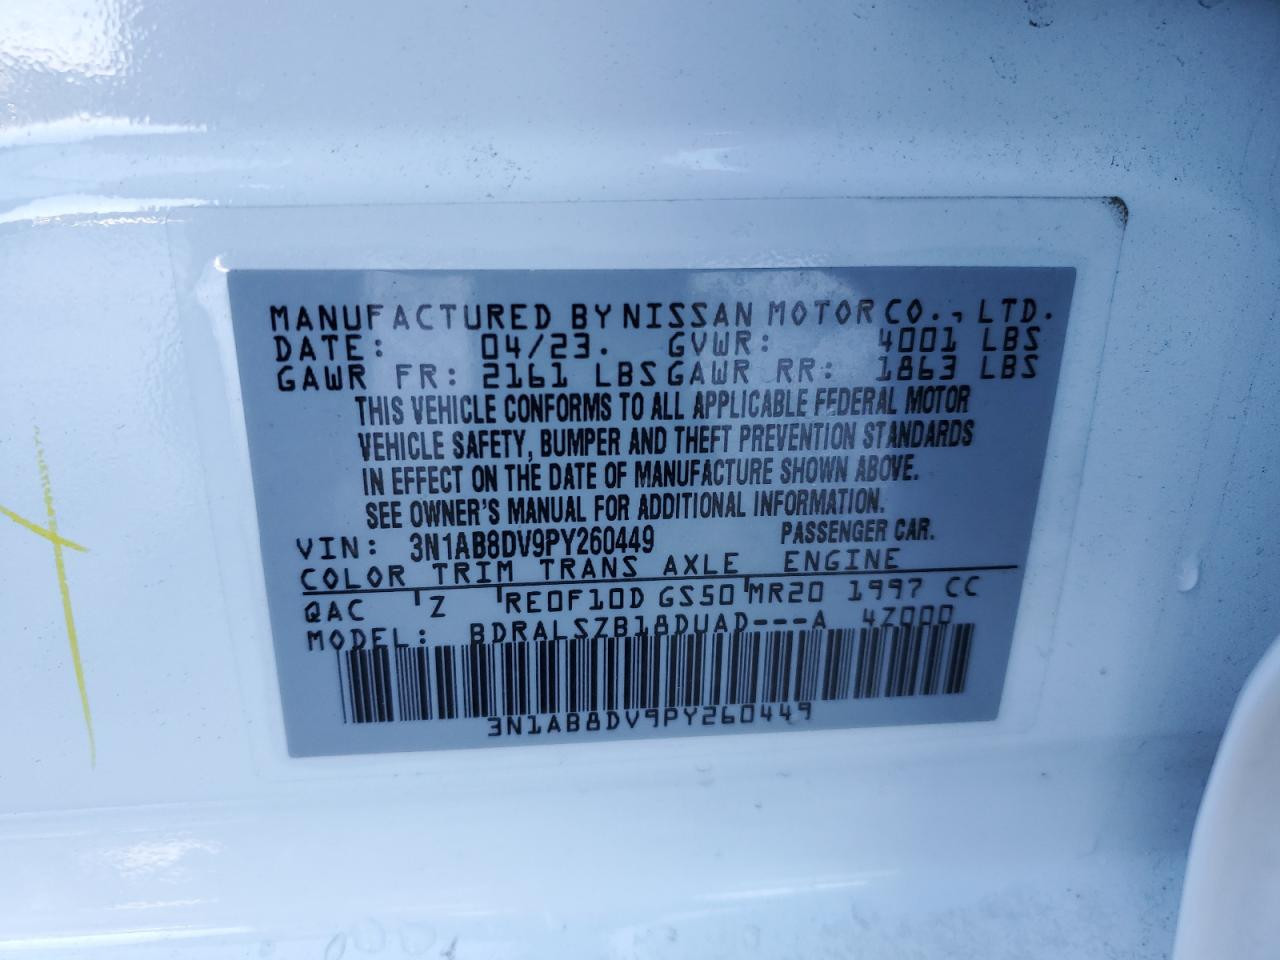 MANUFACTURED BY NISSAN MOTOR CO., LTD.
DATE: 04/23. GVWR: 4001 LBS
GAWR FR: 2161 LBS GAWR RR: 1863 LBS
THIS VEHICLE CONFORMS TO ALL APPLICABLE FEDERAL MOTOR
VEHICLE SAFETY, BUMPER AND THEFT PREVENTION STANDARDS
IN EFFECT ON THE DATE OF MANUFACTURE SHOWN ABOVE.
SEE OWNER'S MANUAL FOR ADDITIONAL INFORMATION.
VIN: 3N1AB8DV9PY260449 PASSENGER CAR.
COLOR TRIM TRANS AXLE ENGINE
QAC Z RE0F10D GS50 MR20 1997 CC
MODEL: BDRALSZB18DUAD---A 4Z000
3N1AB8DV9PY260449